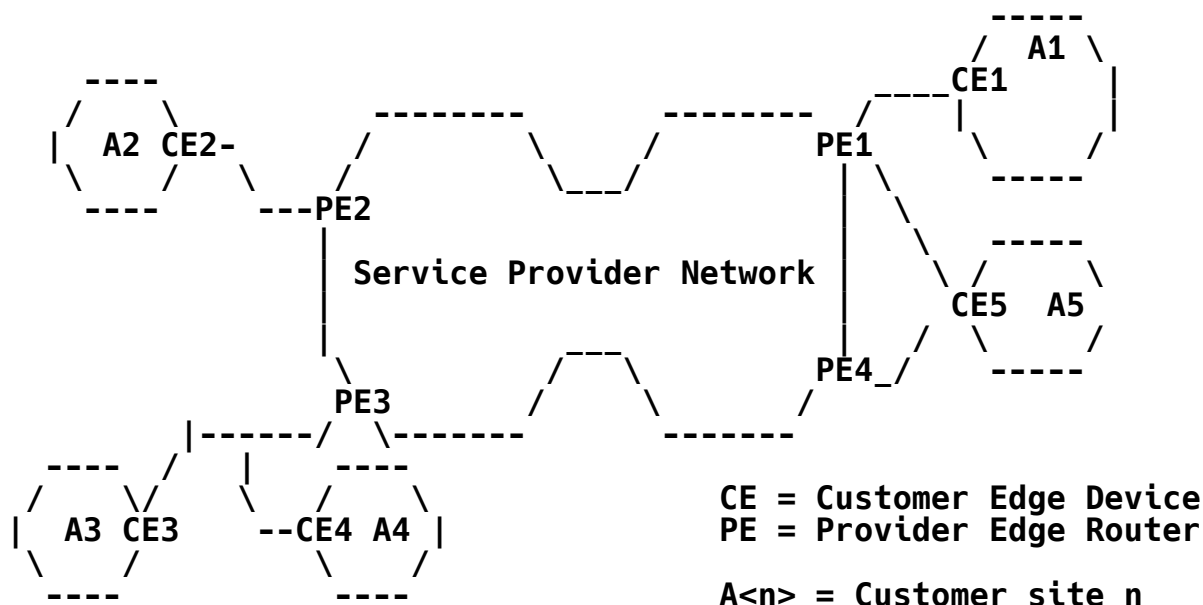 A1
CE1
A2 CE2
PE1
PE2
Service Provider Network
CE5 A5
PE4
PE3
CE = Customer Edge Device
A3 CE3 CE4 A4 PE = Provider Edge Router
A<n> = Customer site n